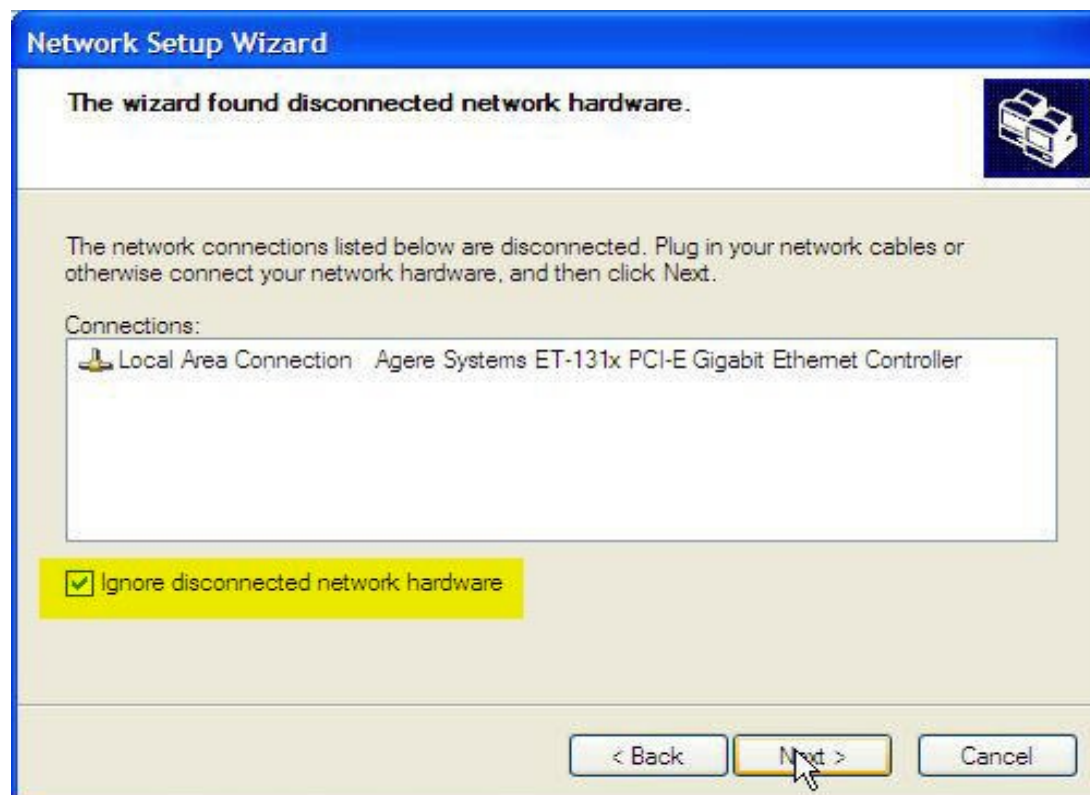 Network Setup Wizard
The wizard found disconnected network hardware.
The network connections listed below are disconnected. Plug in your network cables or
otherwise connect your network hardware, and then click Next.
Connections:
Local Area Connection Agere Systems ET-131x PCI-E Gigabit Ethernet Controller
Ignore disconnected network hardware
< Back Next > Cancel